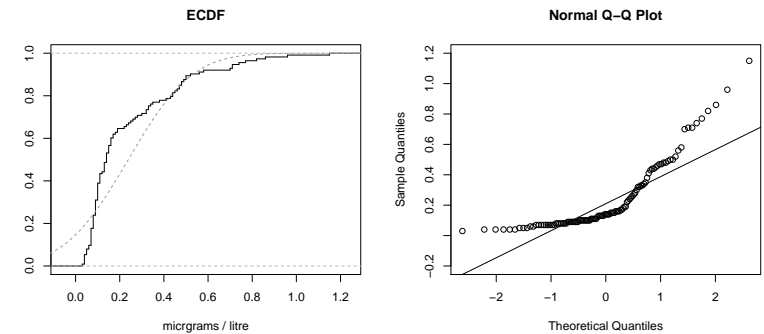 ECDF
0.0 0.2 0.4 0.6 0.8 1.0
0.0 0.2 0.4 0.6 0.8 1.0 1.2
micrgrams / litre
Normal Q−Q Plot
Sample Quantiles
−0.2 0.2 0.4 0.6 0.8 1.0 1.2
−2 −1 0 1 2
Theoretical Quantiles